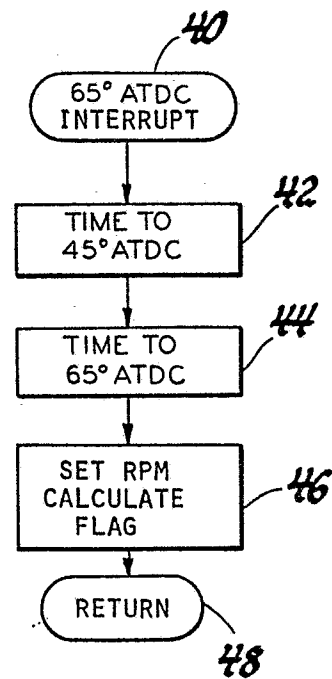 40
65° ATDC
INTERRUPT
42
TIME TO
45° ATDC
44
TIME TO
65° ATDC
46
SET RPM
CALCULATE
FLAG
RETURN
48